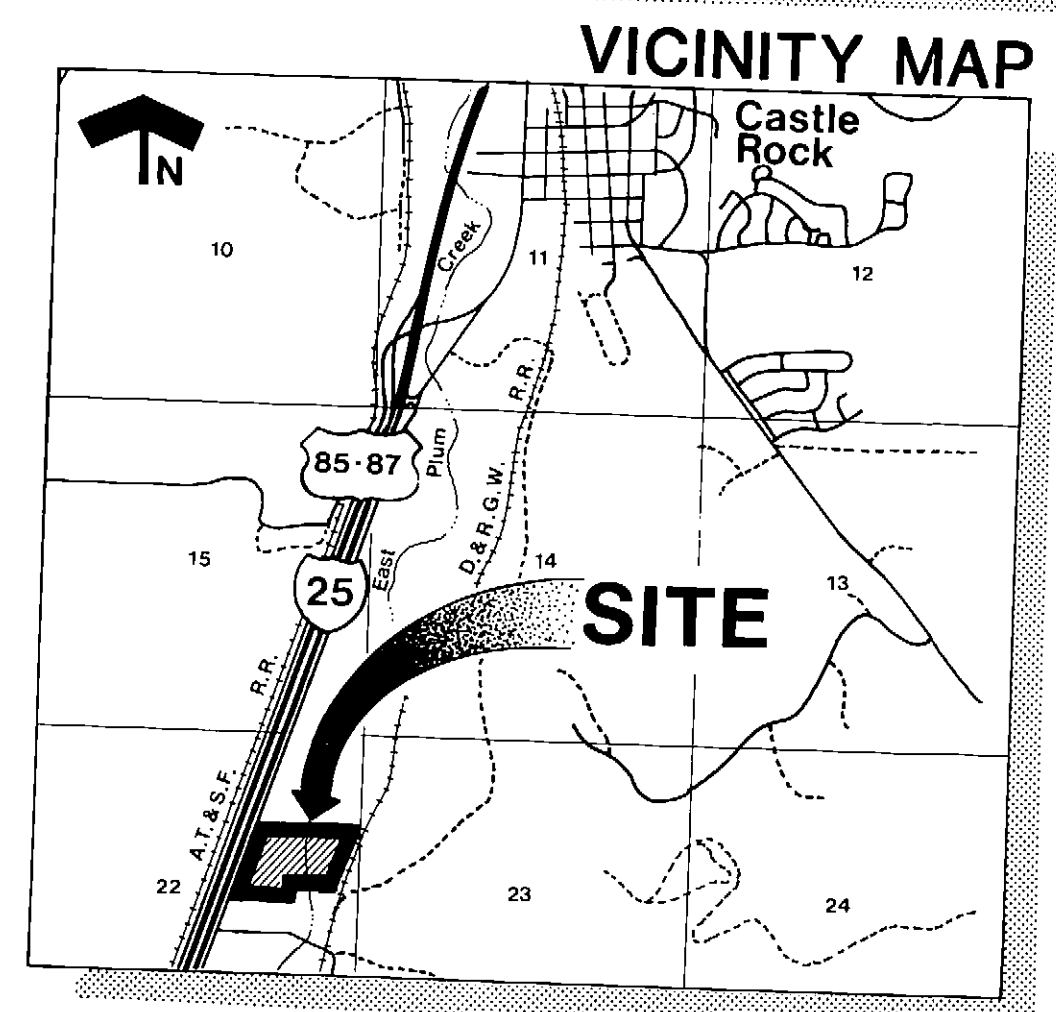 VICINITY MAP
N
Castle
Rock
10
Creek
11
12
R.R.
85·87
Plum
D.&R.G.W.
15
25
East
14
13
SITE
R.R.
A.T.&S.F.
22
23
24